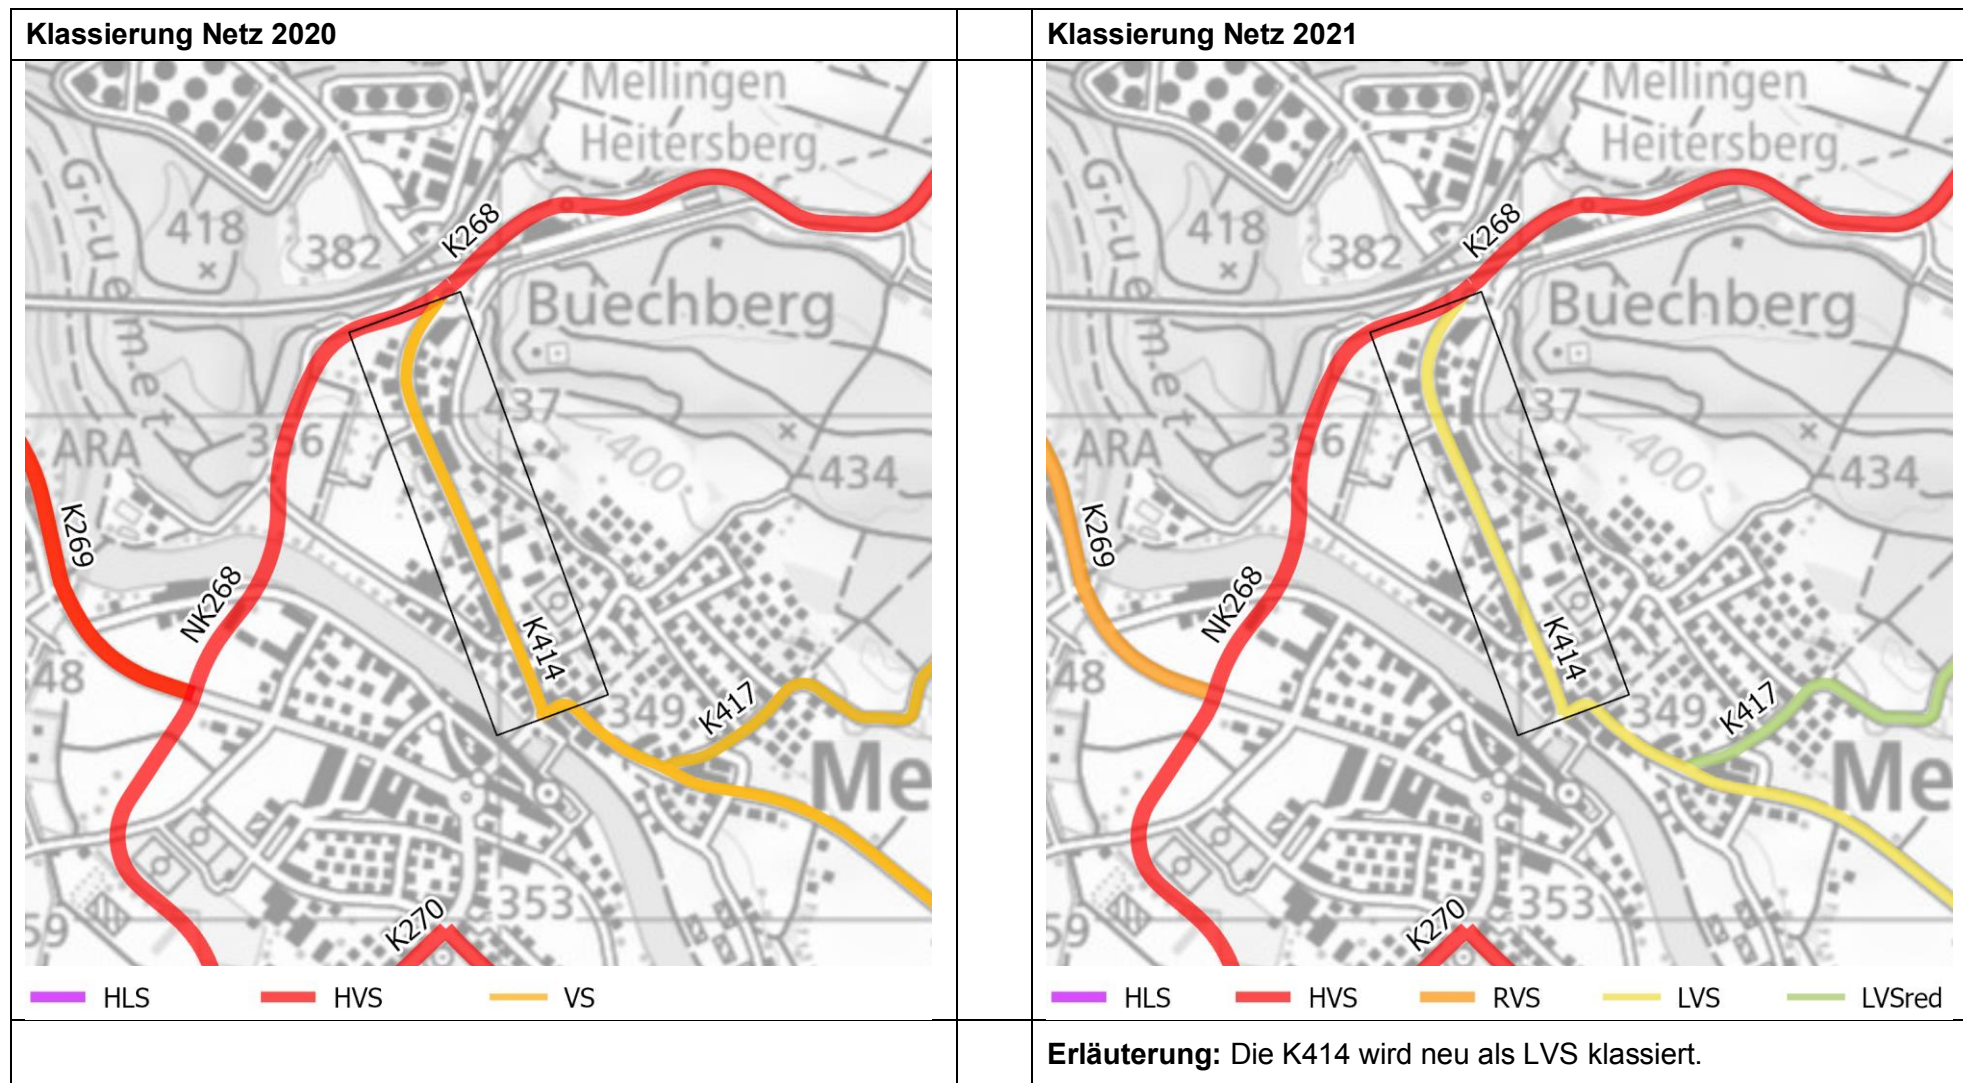 Klassierung Netz 2020
Mellingen
Heitersberg
G-r-u-e-m-e-t
418
382
K268
Buechberg
437
ARA
356
400
434
K269
NK268
K414
48
349
K417
Me
353
59
K270
HLS HVS VS
Klassierung Netz 2021
Mellingen
Heitersberg
G-r-u-e-m-e-t
418
382
K268
Buechberg
437
ARA
356
400
434
K269
NK268
K414
48
349
K417
Me
353
59
K270
HLS HVS RVS LVS LVSred
Erläuterung: Die K414 wird neu als LVS klassiert.